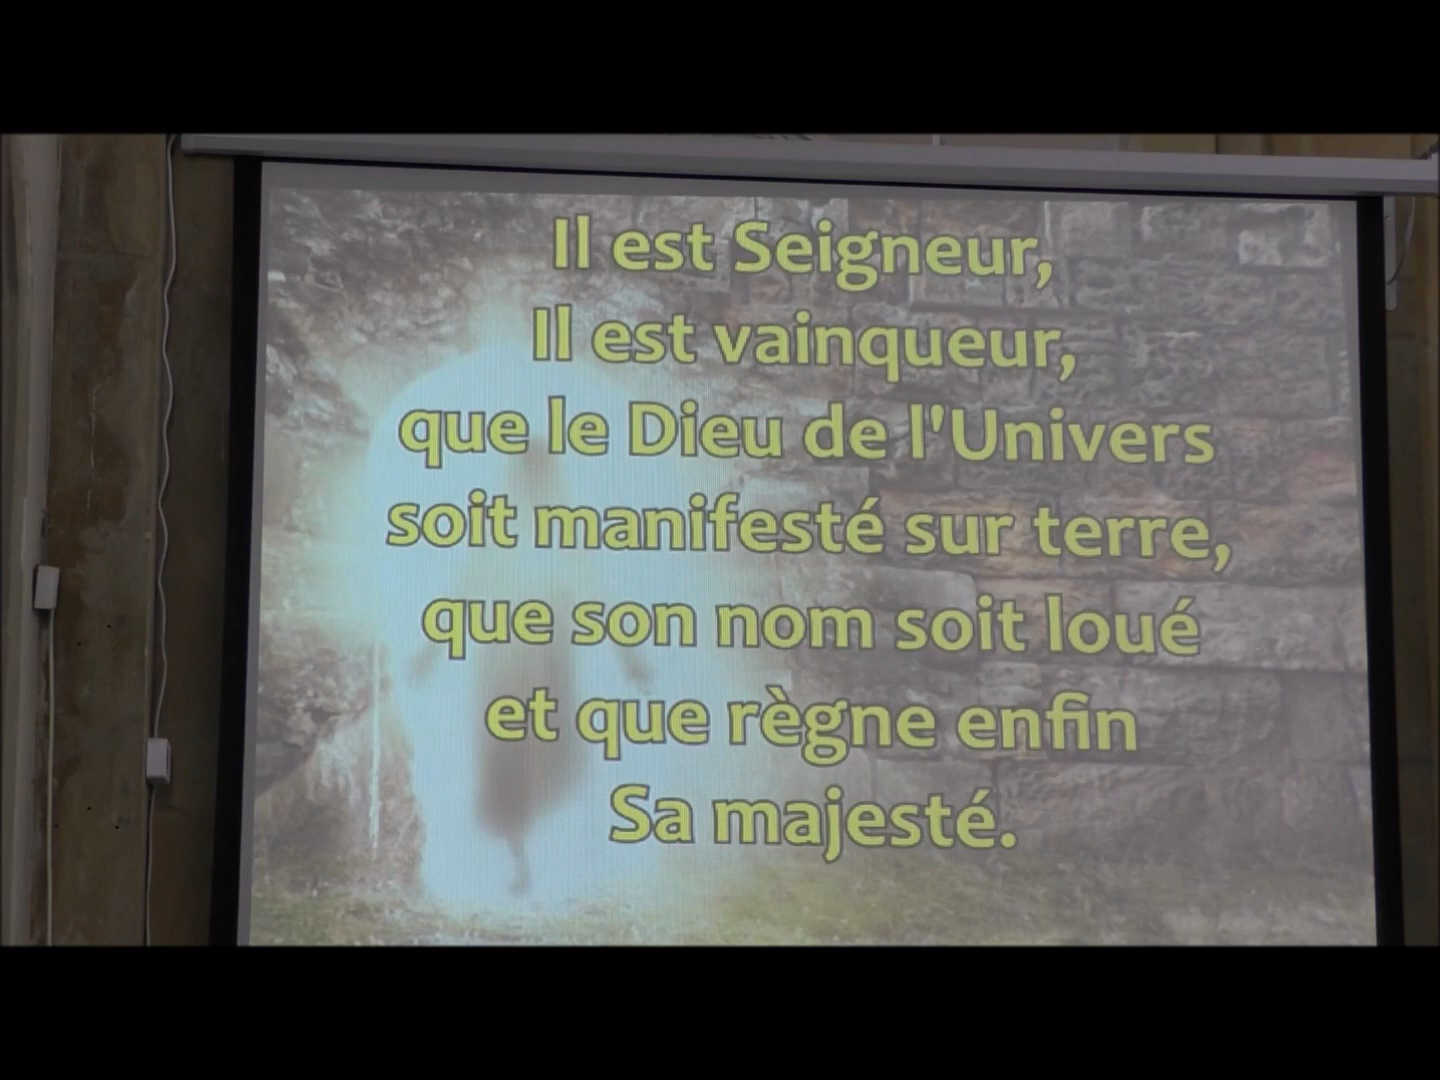 Il est Seigneur,
Il est vainqueur,
que le Dieu de l'Univers
soit manifesté sur terre,
que son nom soit loué
et que règne enfin
Sa majesté.